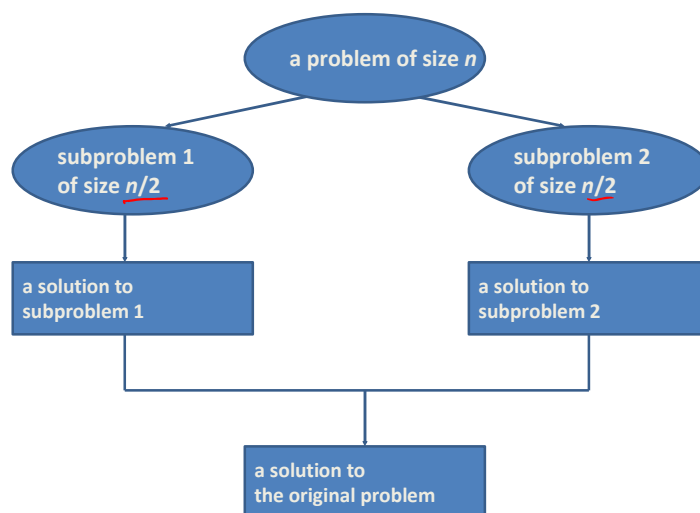 a problem of size n
subproblem 1
of size n/2
subproblem 2
of size n/2
a solution to
subproblem 1
a solution to
subproblem 2
a solution to
the original problem